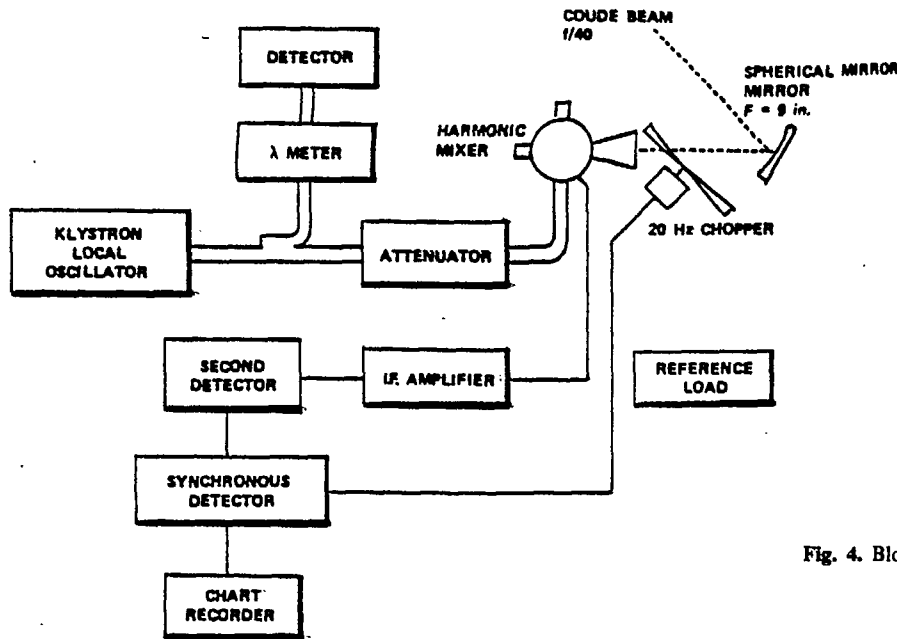 COUDE BEAM
f/40
DETECTOR
SPHERICAL MIRROR
MIRROR
F = 9 in.
HARMONIC
MIXER
λ METER
KLYSTRON
LOCAL
OSCILLATOR
ATTENUATOR
20 Hz CHOPPER
SECOND
DETECTOR
I.F. AMPLIFIER
REFERENCE
LOAD
SYNCHRONOUS
DETECTOR
Fig. 4. Blo
CHART
RECORDER